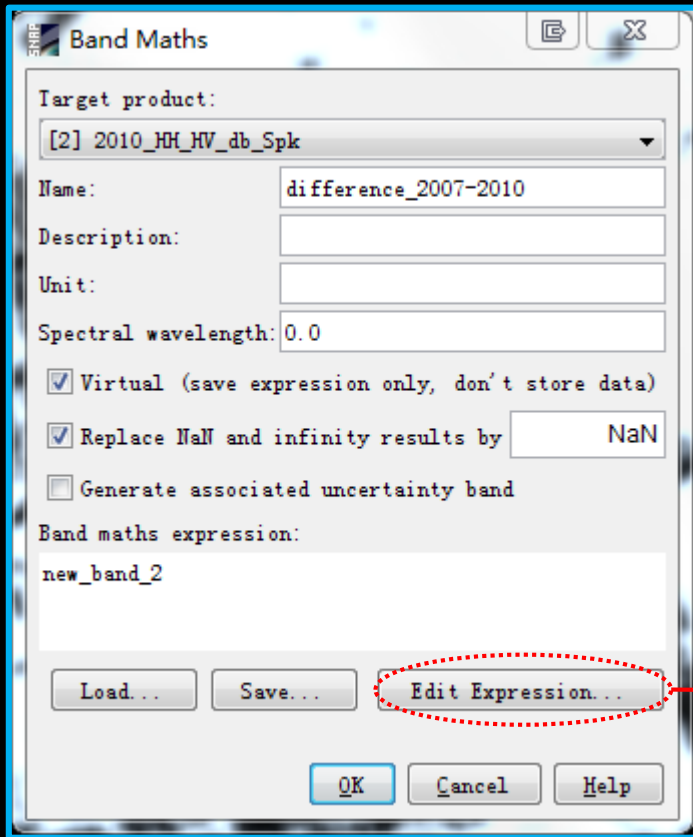 SNAP
Band Maths
Target product:
[2] 2010_HH_HV_db_Spk
Name: difference_2007-2010
Description:
Unit:
Spectral wavelength: 0.0
Virtual (save expression only, don't store data)
Replace NaN and infinity results by NaN
Generate associated uncertainty band
Band maths expression:
new_band_2
Load... Save... Edit Expression...
OK Cancel Help